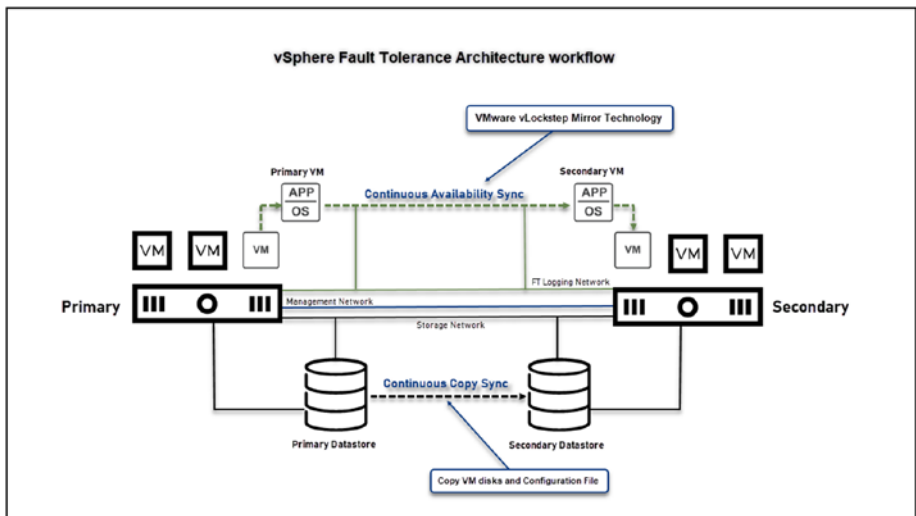 vSphere Fault Tolerance Architecture workflow
VMware vLockstep Mirror Technology
Primary VM
Secondary VM
APP
OS
Continuous Availability Sync
APP
OS
VM
VM
VM
VM
VM
VM
FT Logging Network
Primary
Management Network
Secondary
Storage Network
Continuous Copy Sync
Primary Datastore
Secondary Datastore
Copy VM disks and Configuration File